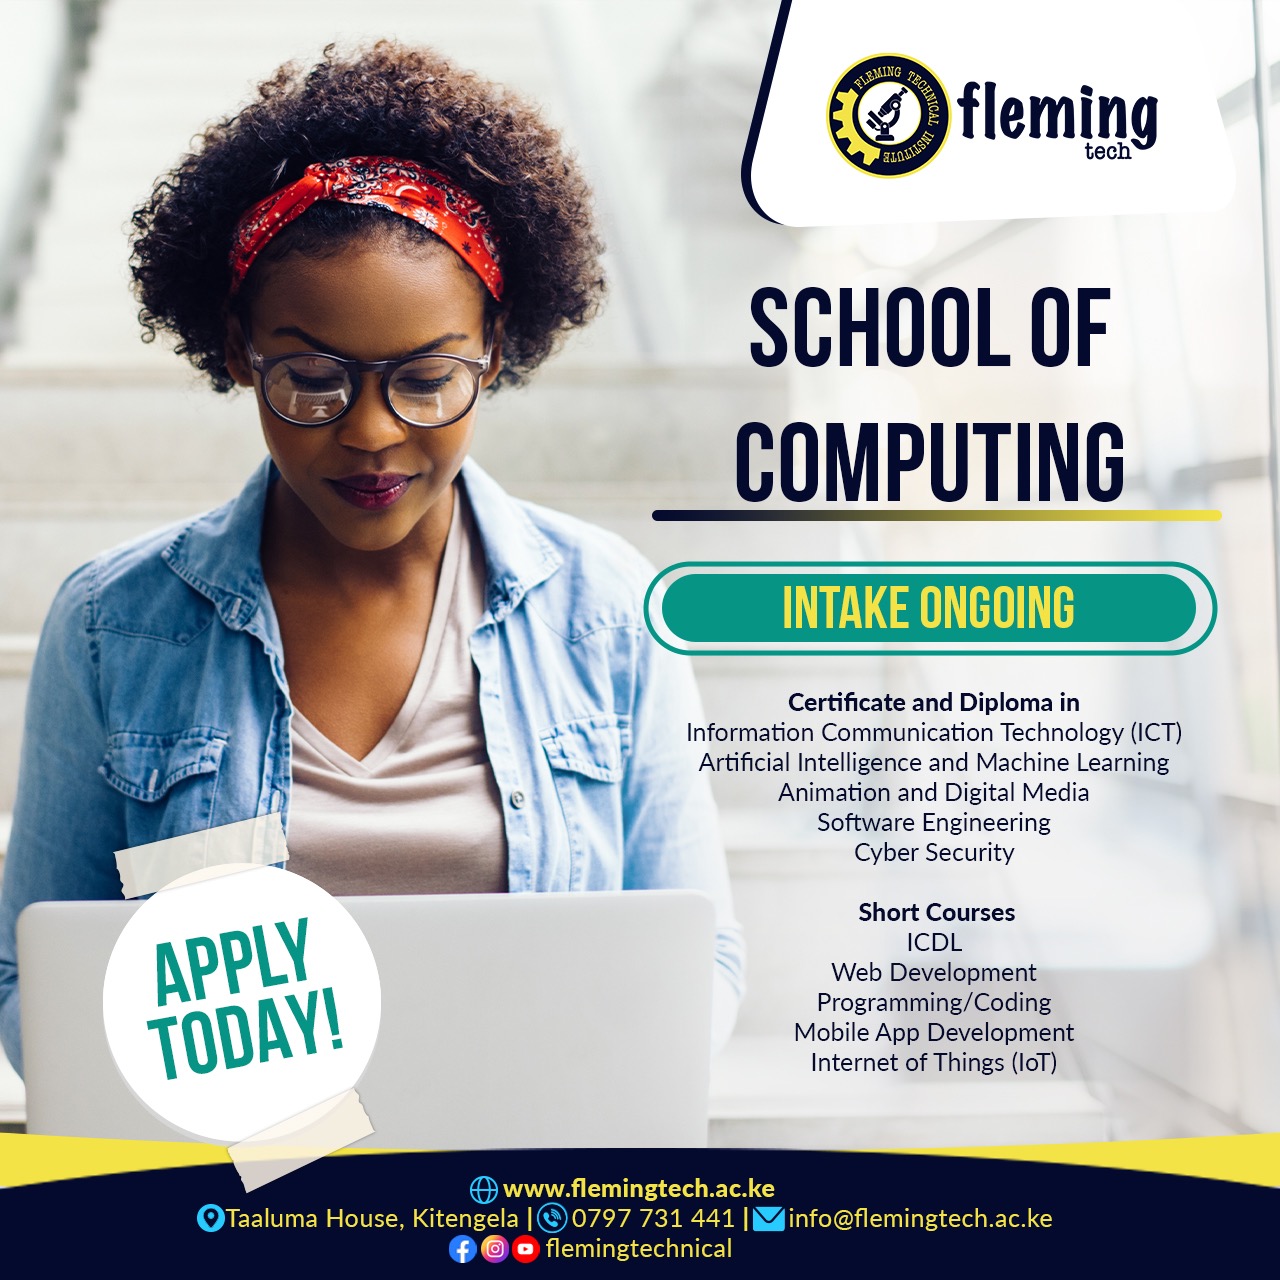 FLEMING TECHNICAL INSTITUTE
fleming
tech
SCHOOL OF
COMPUTING
INTAKE ONGOING
Certificate and Diploma in
Information Communication Technology (ICT)
Artificial Intelligence and Machine Learning
Animation and Digital Media
Software Engineering
Cyber Security
Short Courses
ICDL
Web Development
Programming/Coding
Mobile App Development
Internet of Things (IoT)
APPLY
TODAY!
www.flemingtech.ac.ke
Taaluma House, Kitengela | 0797 731 441 | info@flemingtech.ac.ke
flemingtechnical